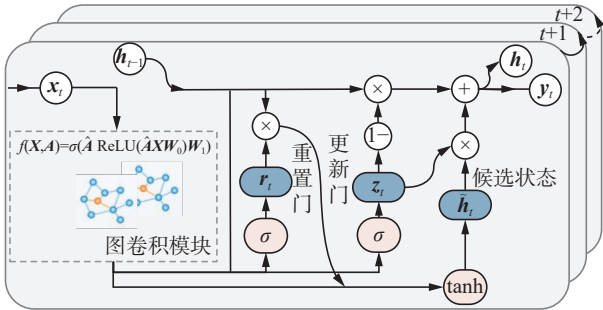 t+2
t+1
h_{t−1}
h_t
x_t
×
+
y_t
f(X,A)=σ(Â ReLU(ÂXW_0)W_1)
×
重置门
更新门
1−
×
r_t
z_t
候选状态
h̃_t
图卷积模块
σ
σ
tanh